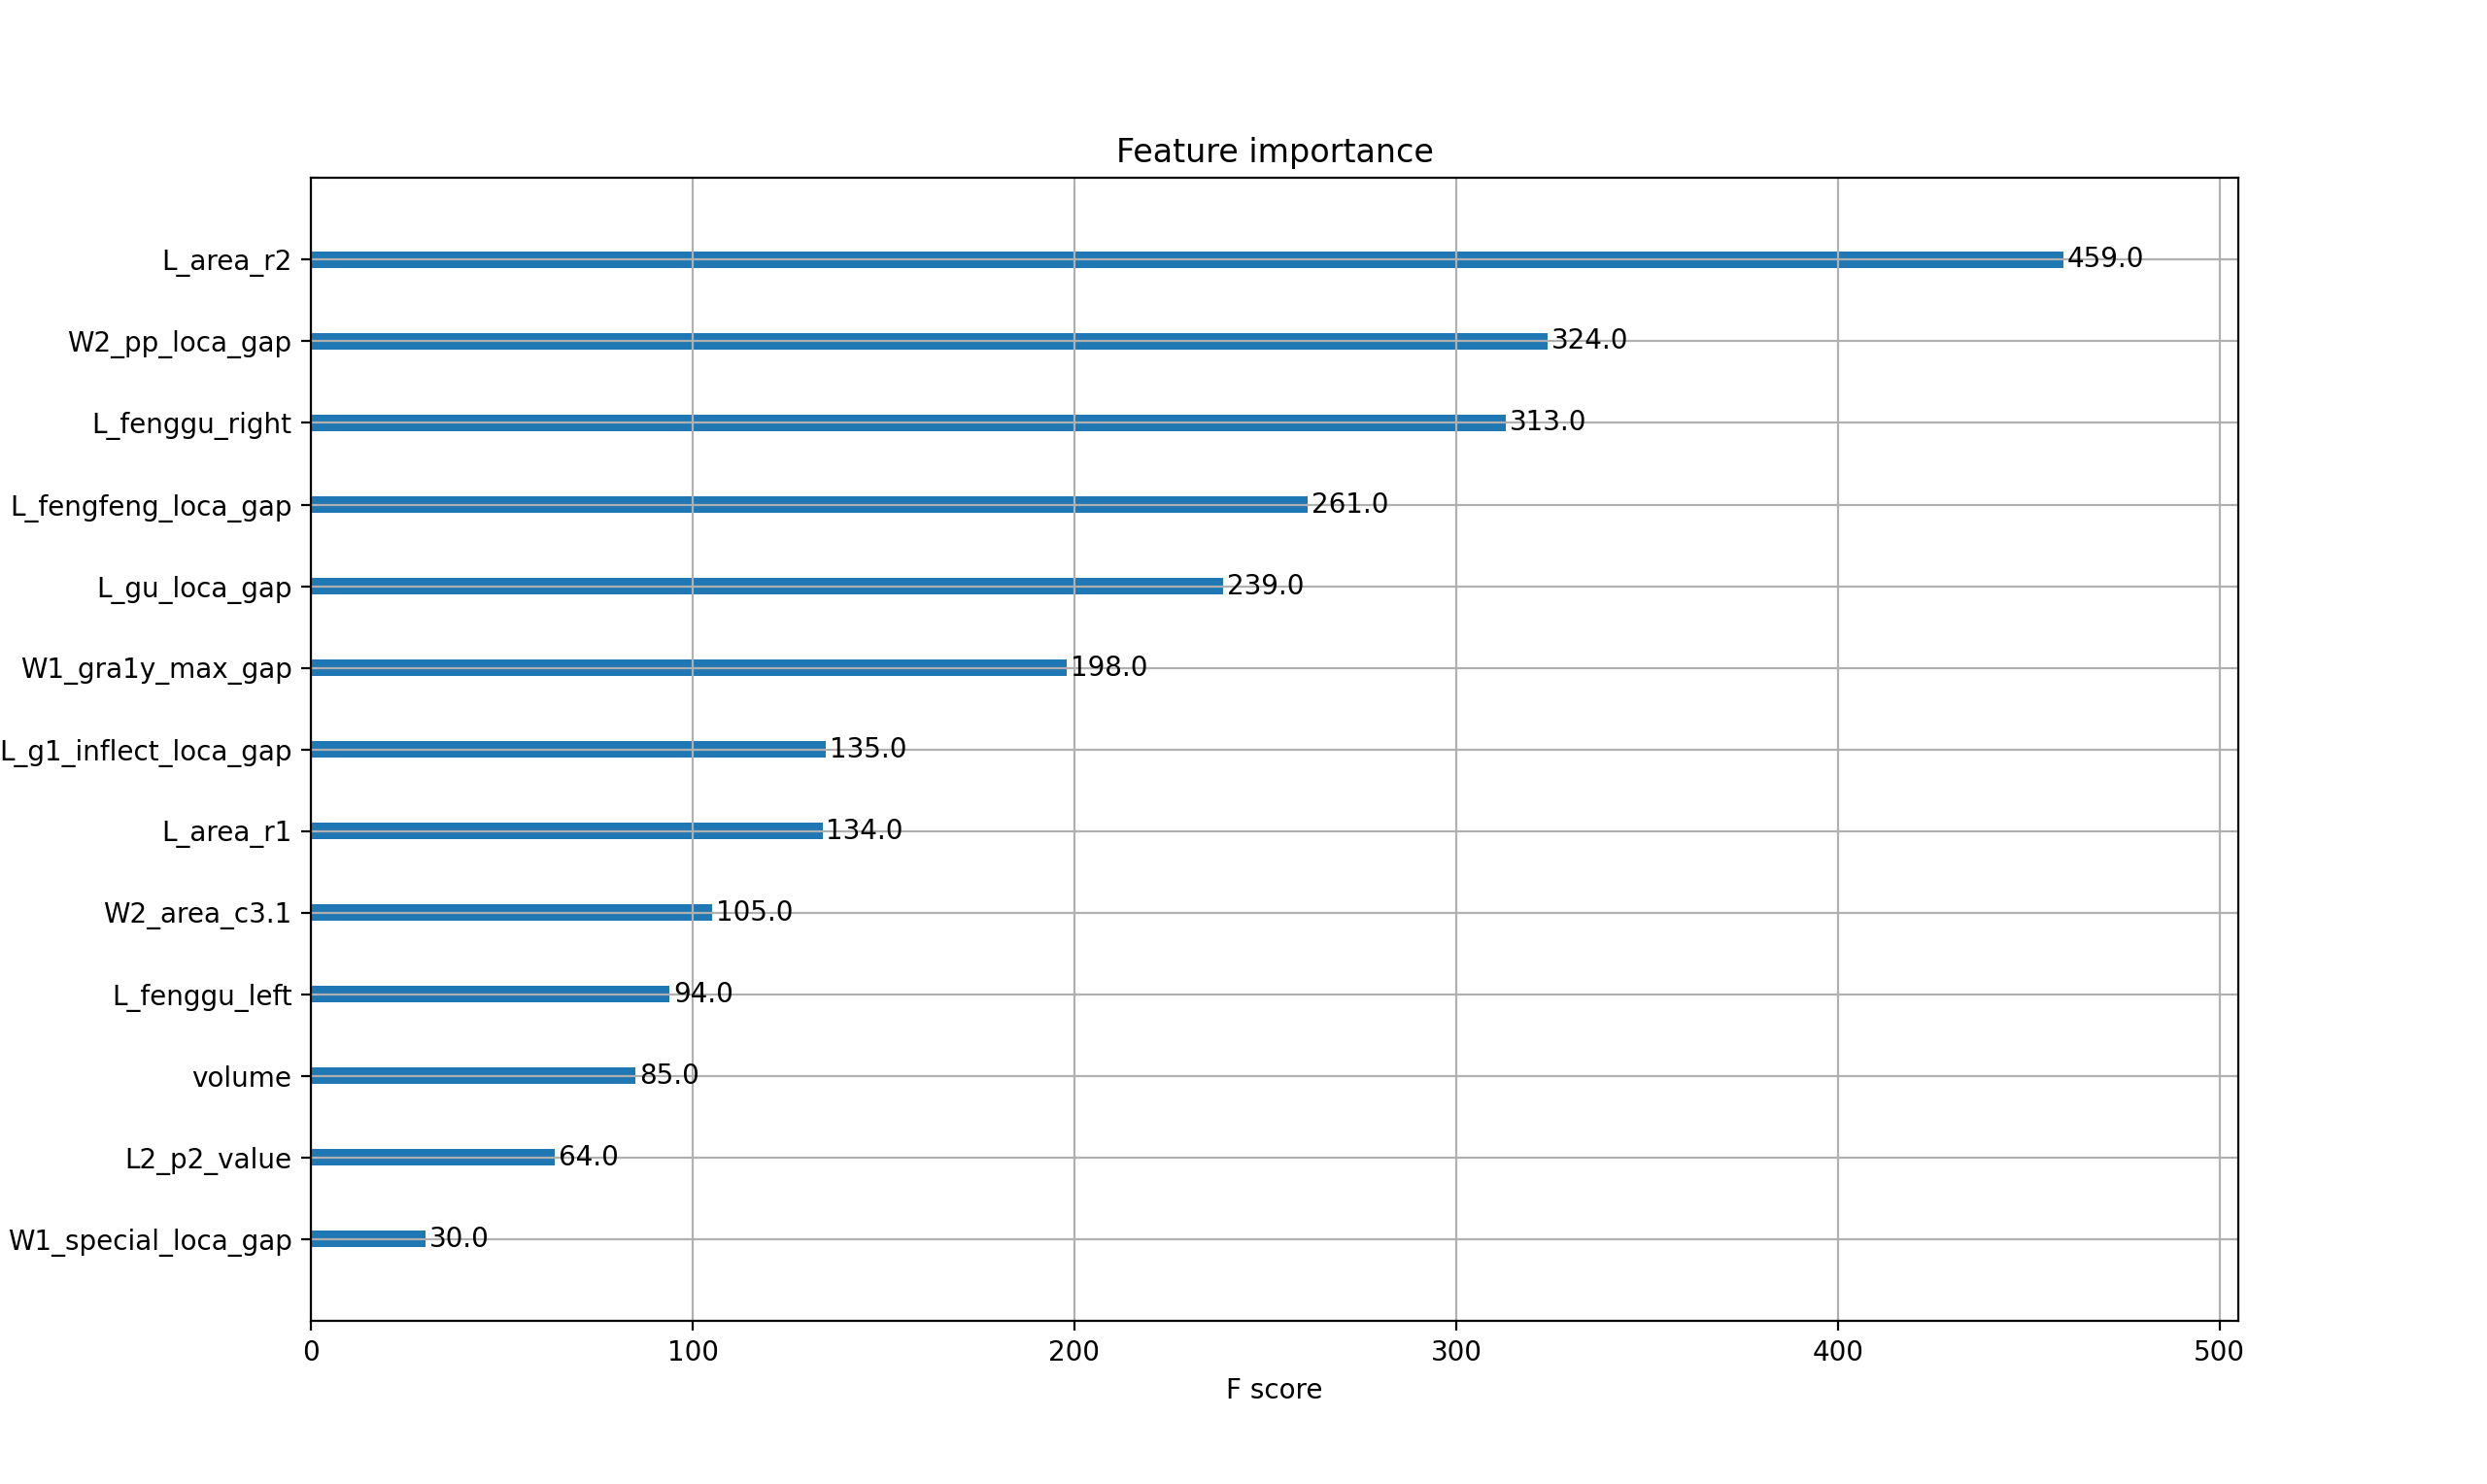 Feature importance
L_area_r2 459.0
W2_pp_loca_gap 324.0
L_fenggu_right 313.0
L_fengfeng_loca_gap 261.0
L_gu_loca_gap 239.0
W1_gra1y_max_gap 198.0
L_g1_inflect_loca_gap 135.0
L_area_r1 134.0
W2_area_c3.1 105.0
L_fenggu_left 94.0
volume 85.0
L2_p2_value 64.0
W1_special_loca_gap 30.0
0 100 200 300 400 500
F score